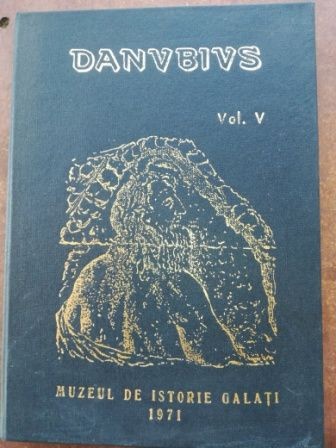 DANVBIVS
Vol. V
MUZEUL DE ISTORIE GALAȚI
1971